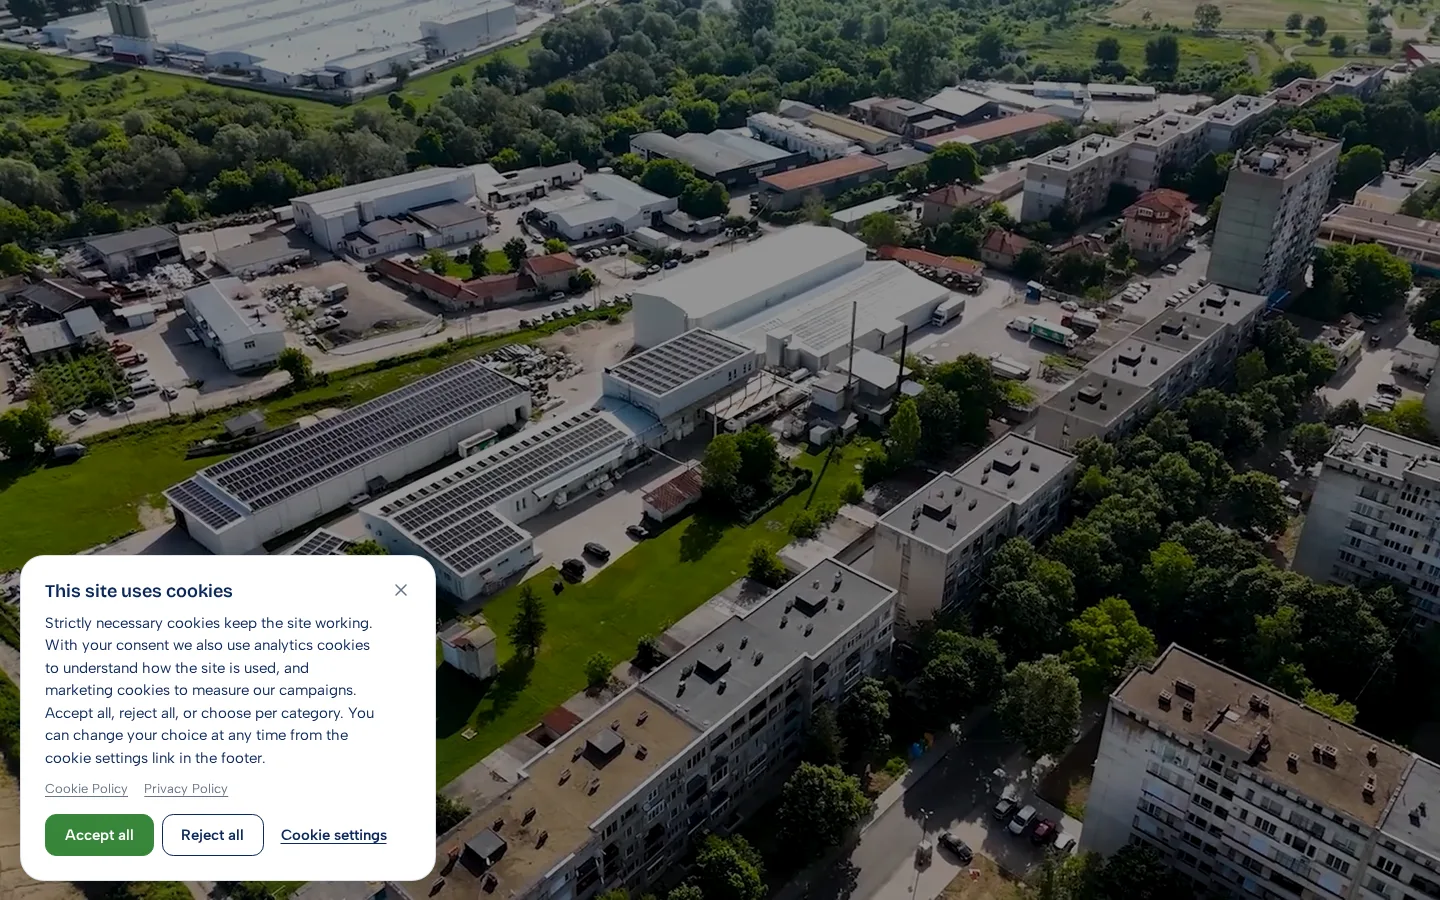 This site uses cookies
Strictly necessary cookies keep the site working.
With your consent we also use analytics cookies
to understand how the site is used, and
marketing cookies to measure our campaigns.
Accept all, reject all, or choose per category. You
can change your choice at any time from the
cookie settings link in the footer.
Cookie Policy Privacy Policy
Accept all Reject all Cookie settings